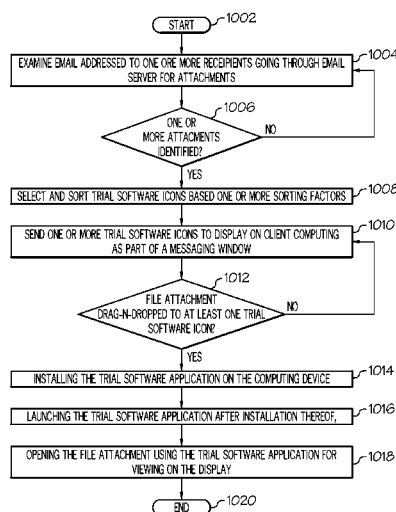 START
1002
EXAMINE EMAIL ADDRESSED TO ONE ORE MORE RECEIPIENTS GOING THROUGH EMAIL
SERVER FOR ATTACHMENTS
1004
1006
ONE OR
MORE ATTACMENTS
IDENTIFIED?
NO
YES
SELECT AND SORT TRIAL SOFTWARE ICONS BASED ONE OR MORE SORTING FACTORS
1008
SEND ONE OR MORE TRIAL SOFTWARE ICONS TO DISPLAY ON CLIENT COMPUTING
AS PART OF A MESSAGING WINDOW
1010
1012
FILE ATTACHMENT
DRAG-N-DROPPED TO AT LEAST ONE TRIAL
SOFTWARE ICON?
NO
YES
INSTALLING THE TRIAL SOFTWARE APPLICATION ON THE COMPUTING DEVICE
1014
LAUNCHING THE TRIAL SOFTWARE APPLICATION AFTER INSTALLATION THEREOF,
1016
OPENING THE FILE ATTACHMENT USING THE TRIAL SOFTWARE APPLICATION FOR
VIEWING ON THE DISPLAY
1018
END
1020